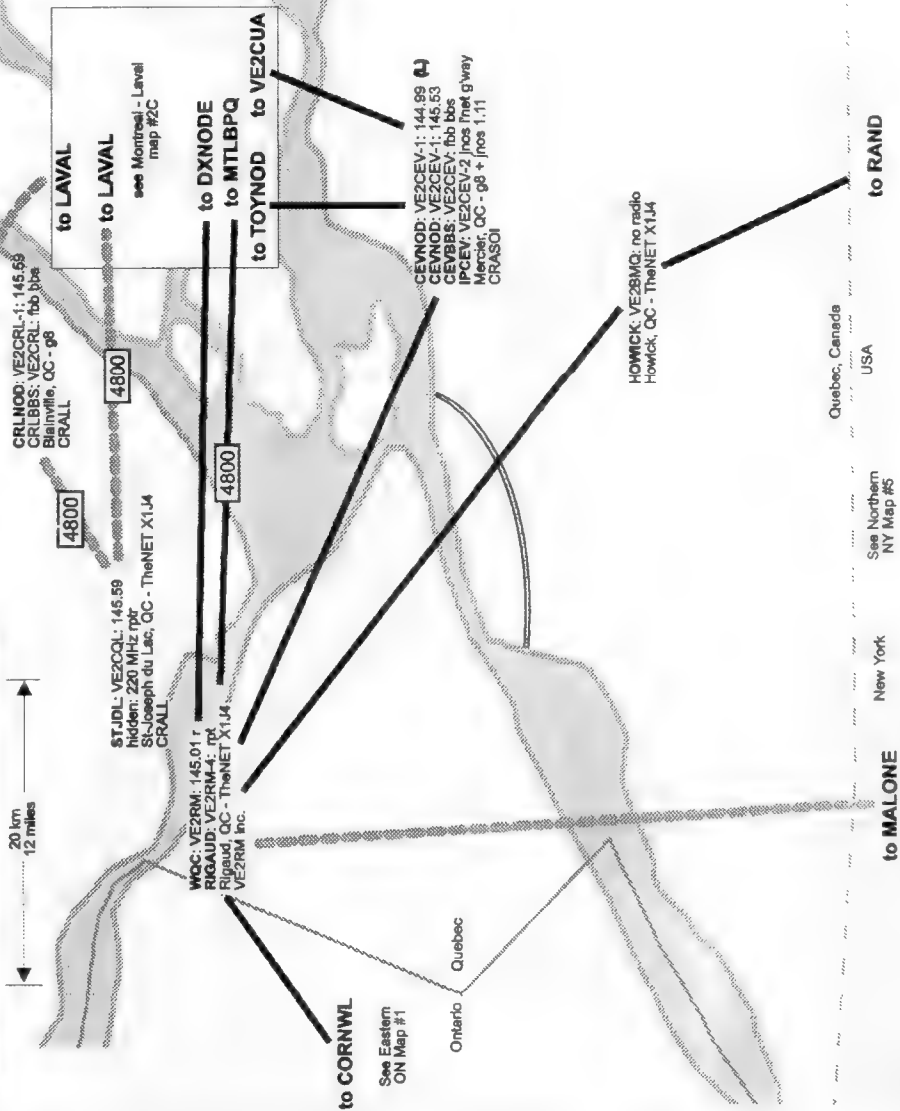 20 km
12 miles
CRLNOD: VE2CRL-1: 145.59
CRLBBS: VE2CRL: fbb bbs
Blainville, QC - g8
CRALL
4800
4800
STJDL: VE2CQL: 145.59
hidden: 220 MHz rptr
St-Joseph du Lac, QC - TheNET X1J4
CRALL
to LAVAL
to LAVAL
see Montreal - Laval
map #2C
to DXNODE
to MTLBPQ
to TOYNOD
to VE2CUA
WQC: VE2RM: 145.01 r
RIGAUD: VE2RM-4: rpt
Rigaud, QC - TheNET X1J4
VE2RM Inc.
4800
CEVNOD: VE2CEV-1: 144.99 (L)
CEVNOD: VE2CEV-1: 145.53
CEVBBS: VE2CEV: fbb bbs
IPCEV: VE2CEV-2 jnos I'net g'way
Mercier, QC - g8 + jnos 1.11
CRASOI
to CORNWL
See Eastern
ON Map #1
Ontario
Quebec
HOWICK: VE2BMQ: no radio
Howick, QC - TheNET X1J4
Quebec, Canada
USA
New York
See Northern
NY Map #5
to MALONE
to RAND